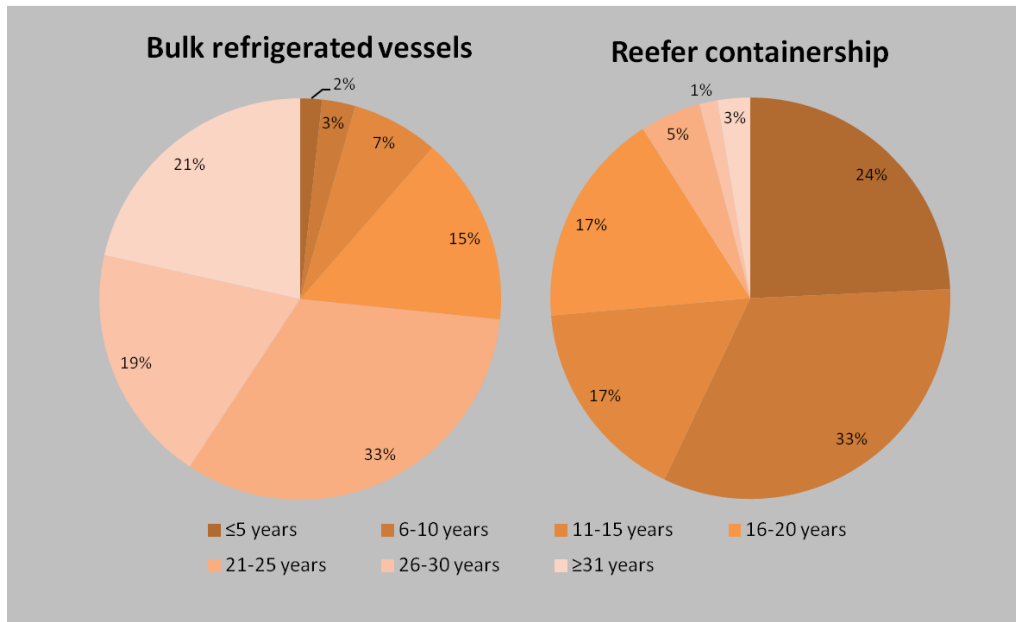 Bulk refrigerated vessels
2%
3%
7%
15%
33%
19%
21%
Reefer containership
24%
33%
17%
17%
5%
1%
3%
≤5 years
6-10 years
11-15 years
16-20 years
21-25 years
26-30 years
≥31 years